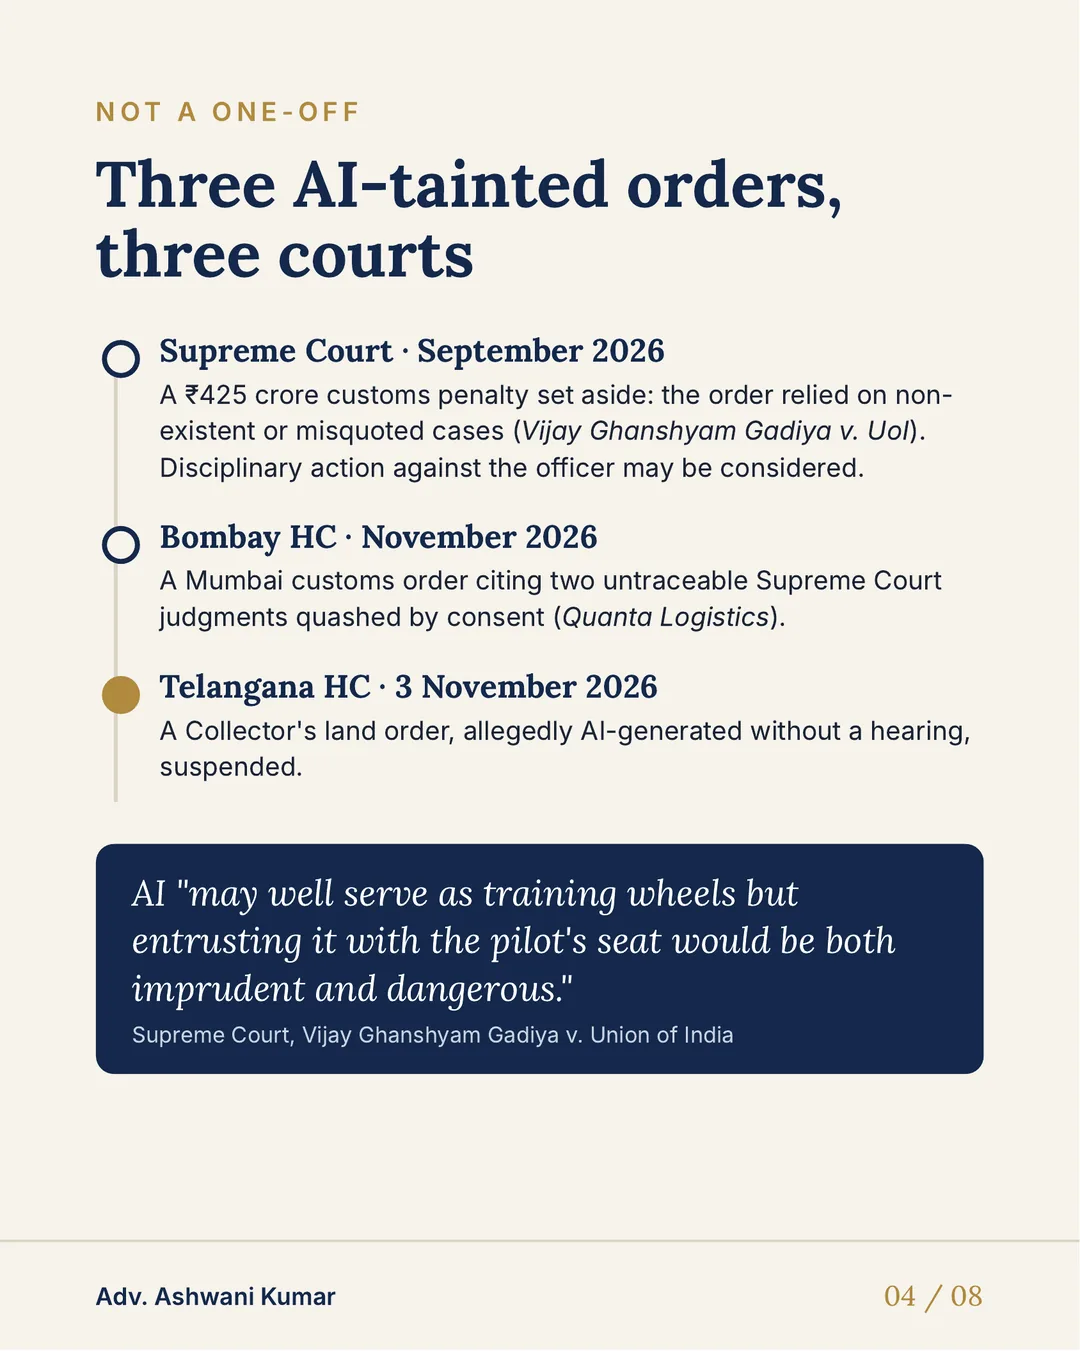 NOT A ONE-OFF
Three AI-tainted orders,
three courts
Supreme Court · September 2026
A ₹425 crore customs penalty set aside: the order relied on non-
existent or misquoted cases (Vijay Ghanshyam Gadiya v. UoI).
Disciplinary action against the officer may be considered.
Bombay HC · November 2026
A Mumbai customs order citing two untraceable Supreme Court
judgments quashed by consent (Quanta Logistics).
Telangana HC · 3 November 2026
A Collector's land order, allegedly AI-generated without a hearing,
suspended.
AI "may well serve as training wheels but
entrusting it with the pilot's seat would be both
imprudent and dangerous."
Supreme Court, Vijay Ghanshyam Gadiya v. Union of India
Adv. Ashwani Kumar
04 / 08